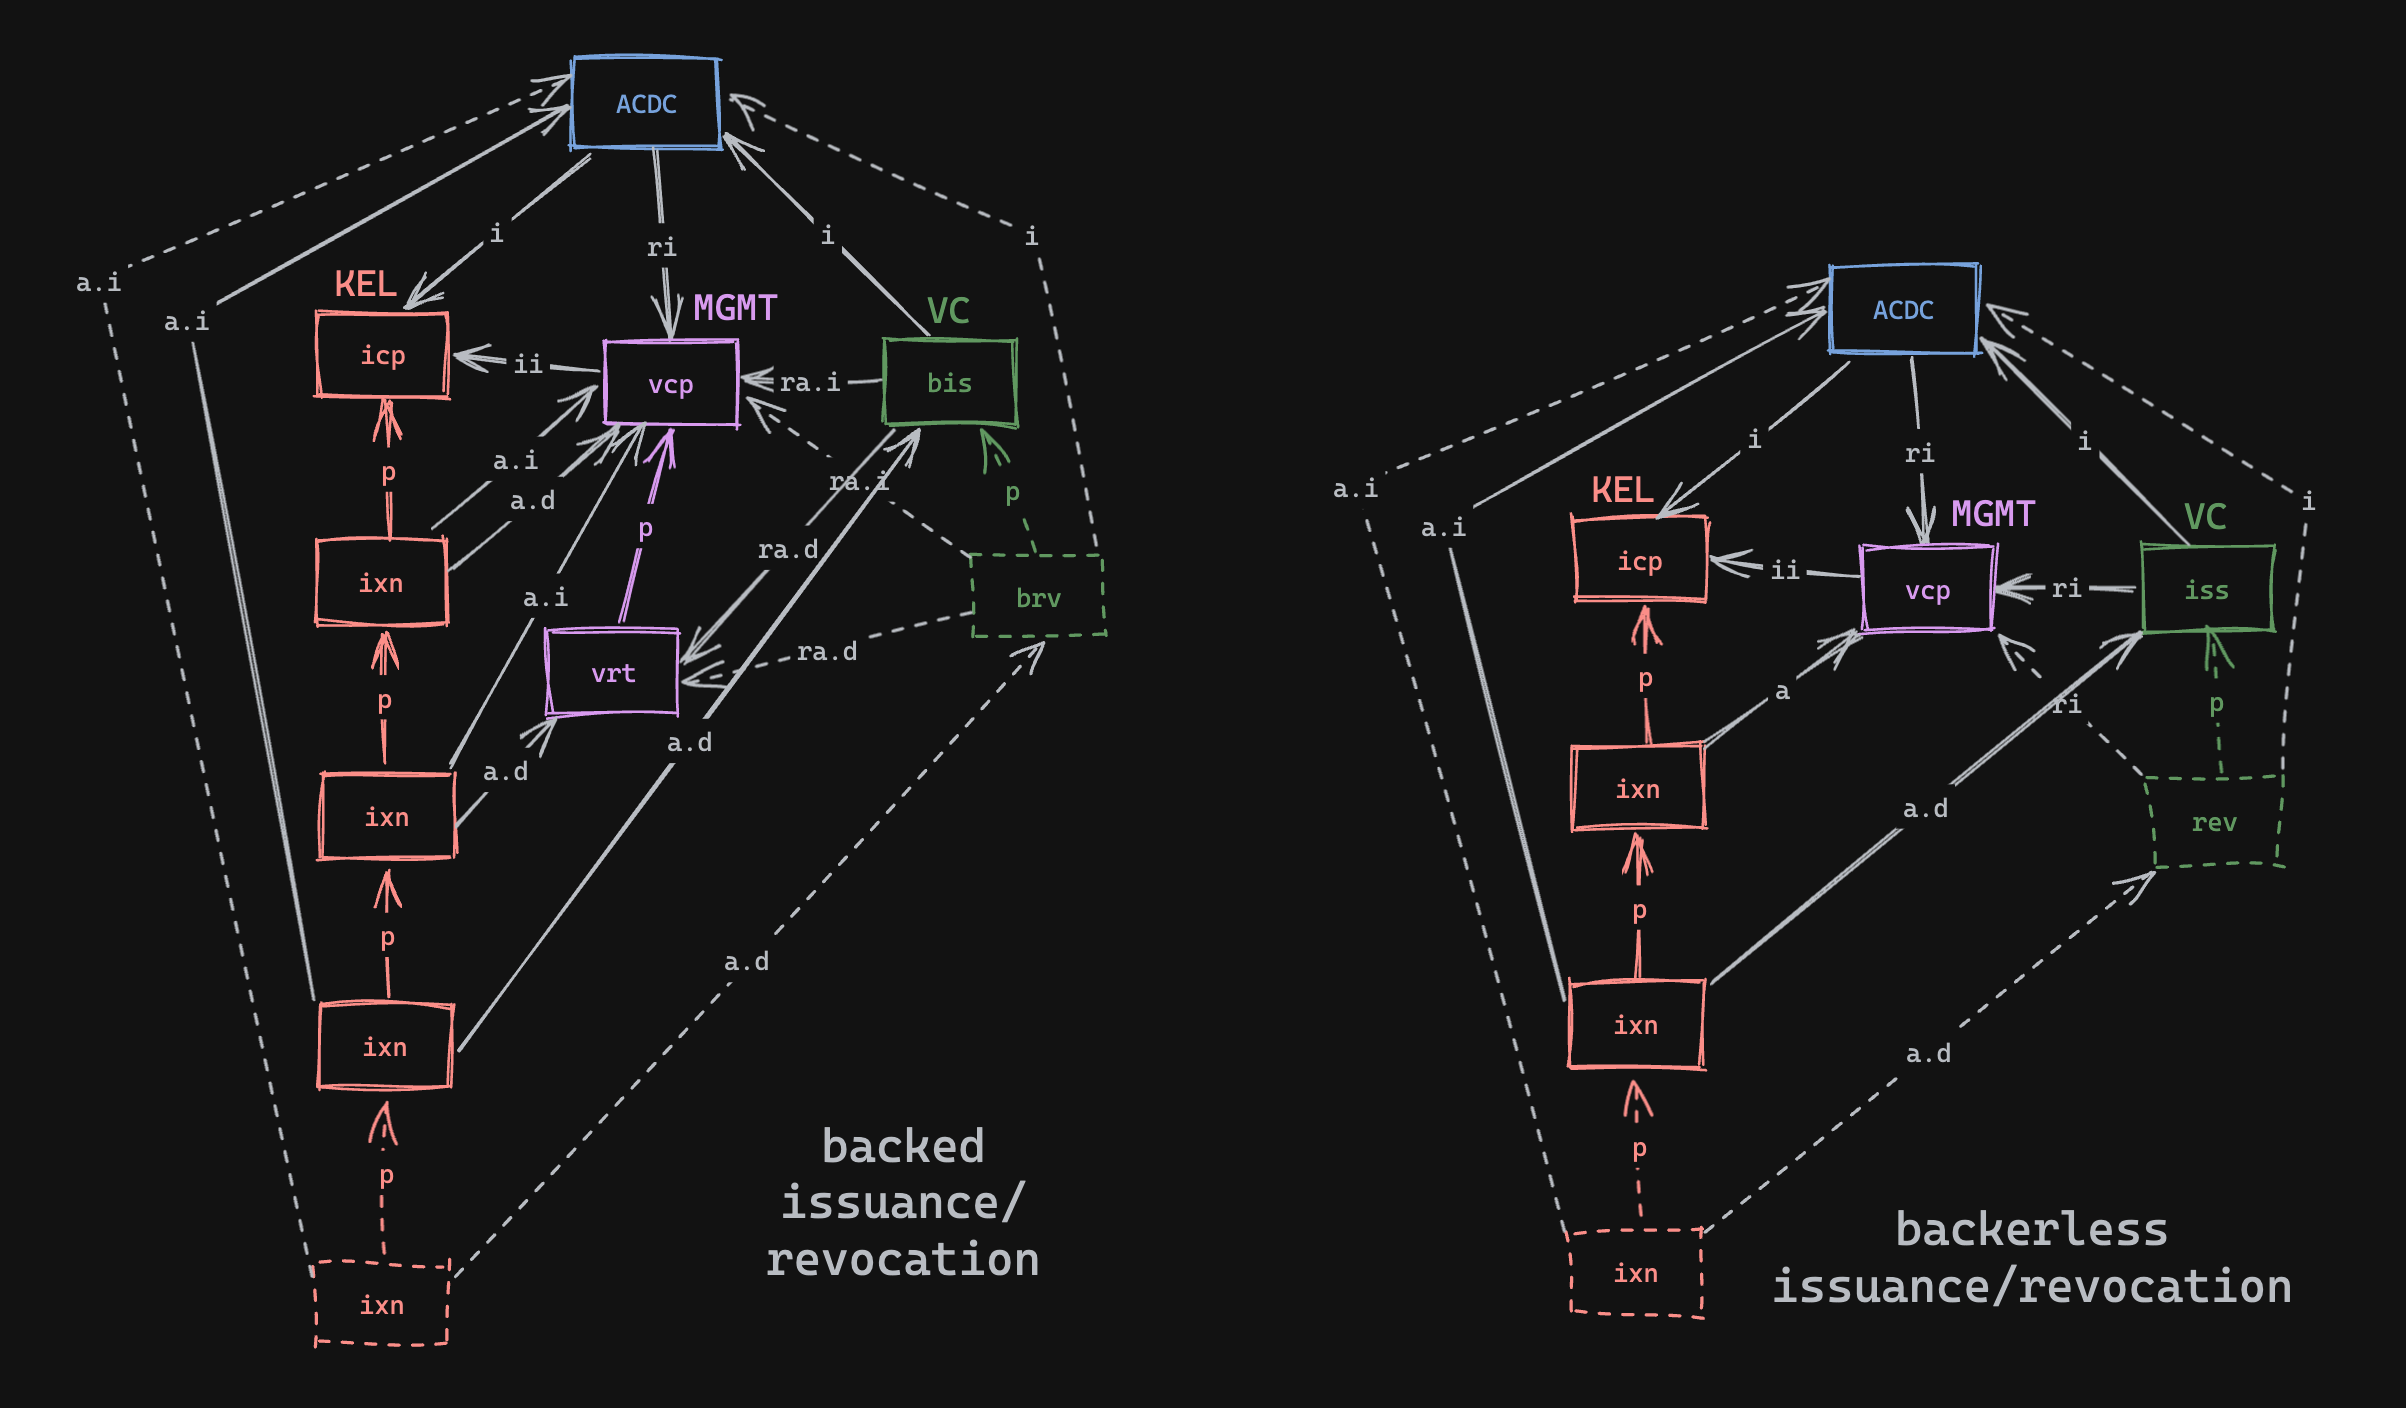 ACDC
i
ri
i
i
a.i
a.i
KEL
MGMT
VC
icp
ii
vcp
ra.i
bis
p
a.i
a.d
ra.i
p
p
ra.d
ixn
a.i
brv
ra.d
p
vrt
a.d
a.d
ixn
p
a.d
ixn
p
ixn
backed
issuance/
revocation
ACDC
i
ri
i
a.i
a.i
i
KEL
MGMT
VC
icp
ii
vcp
ri
iss
p
a
ri
p
ixn
a.d
rev
p
ixn
a.d
p
ixn
backerless
issuance/revocation